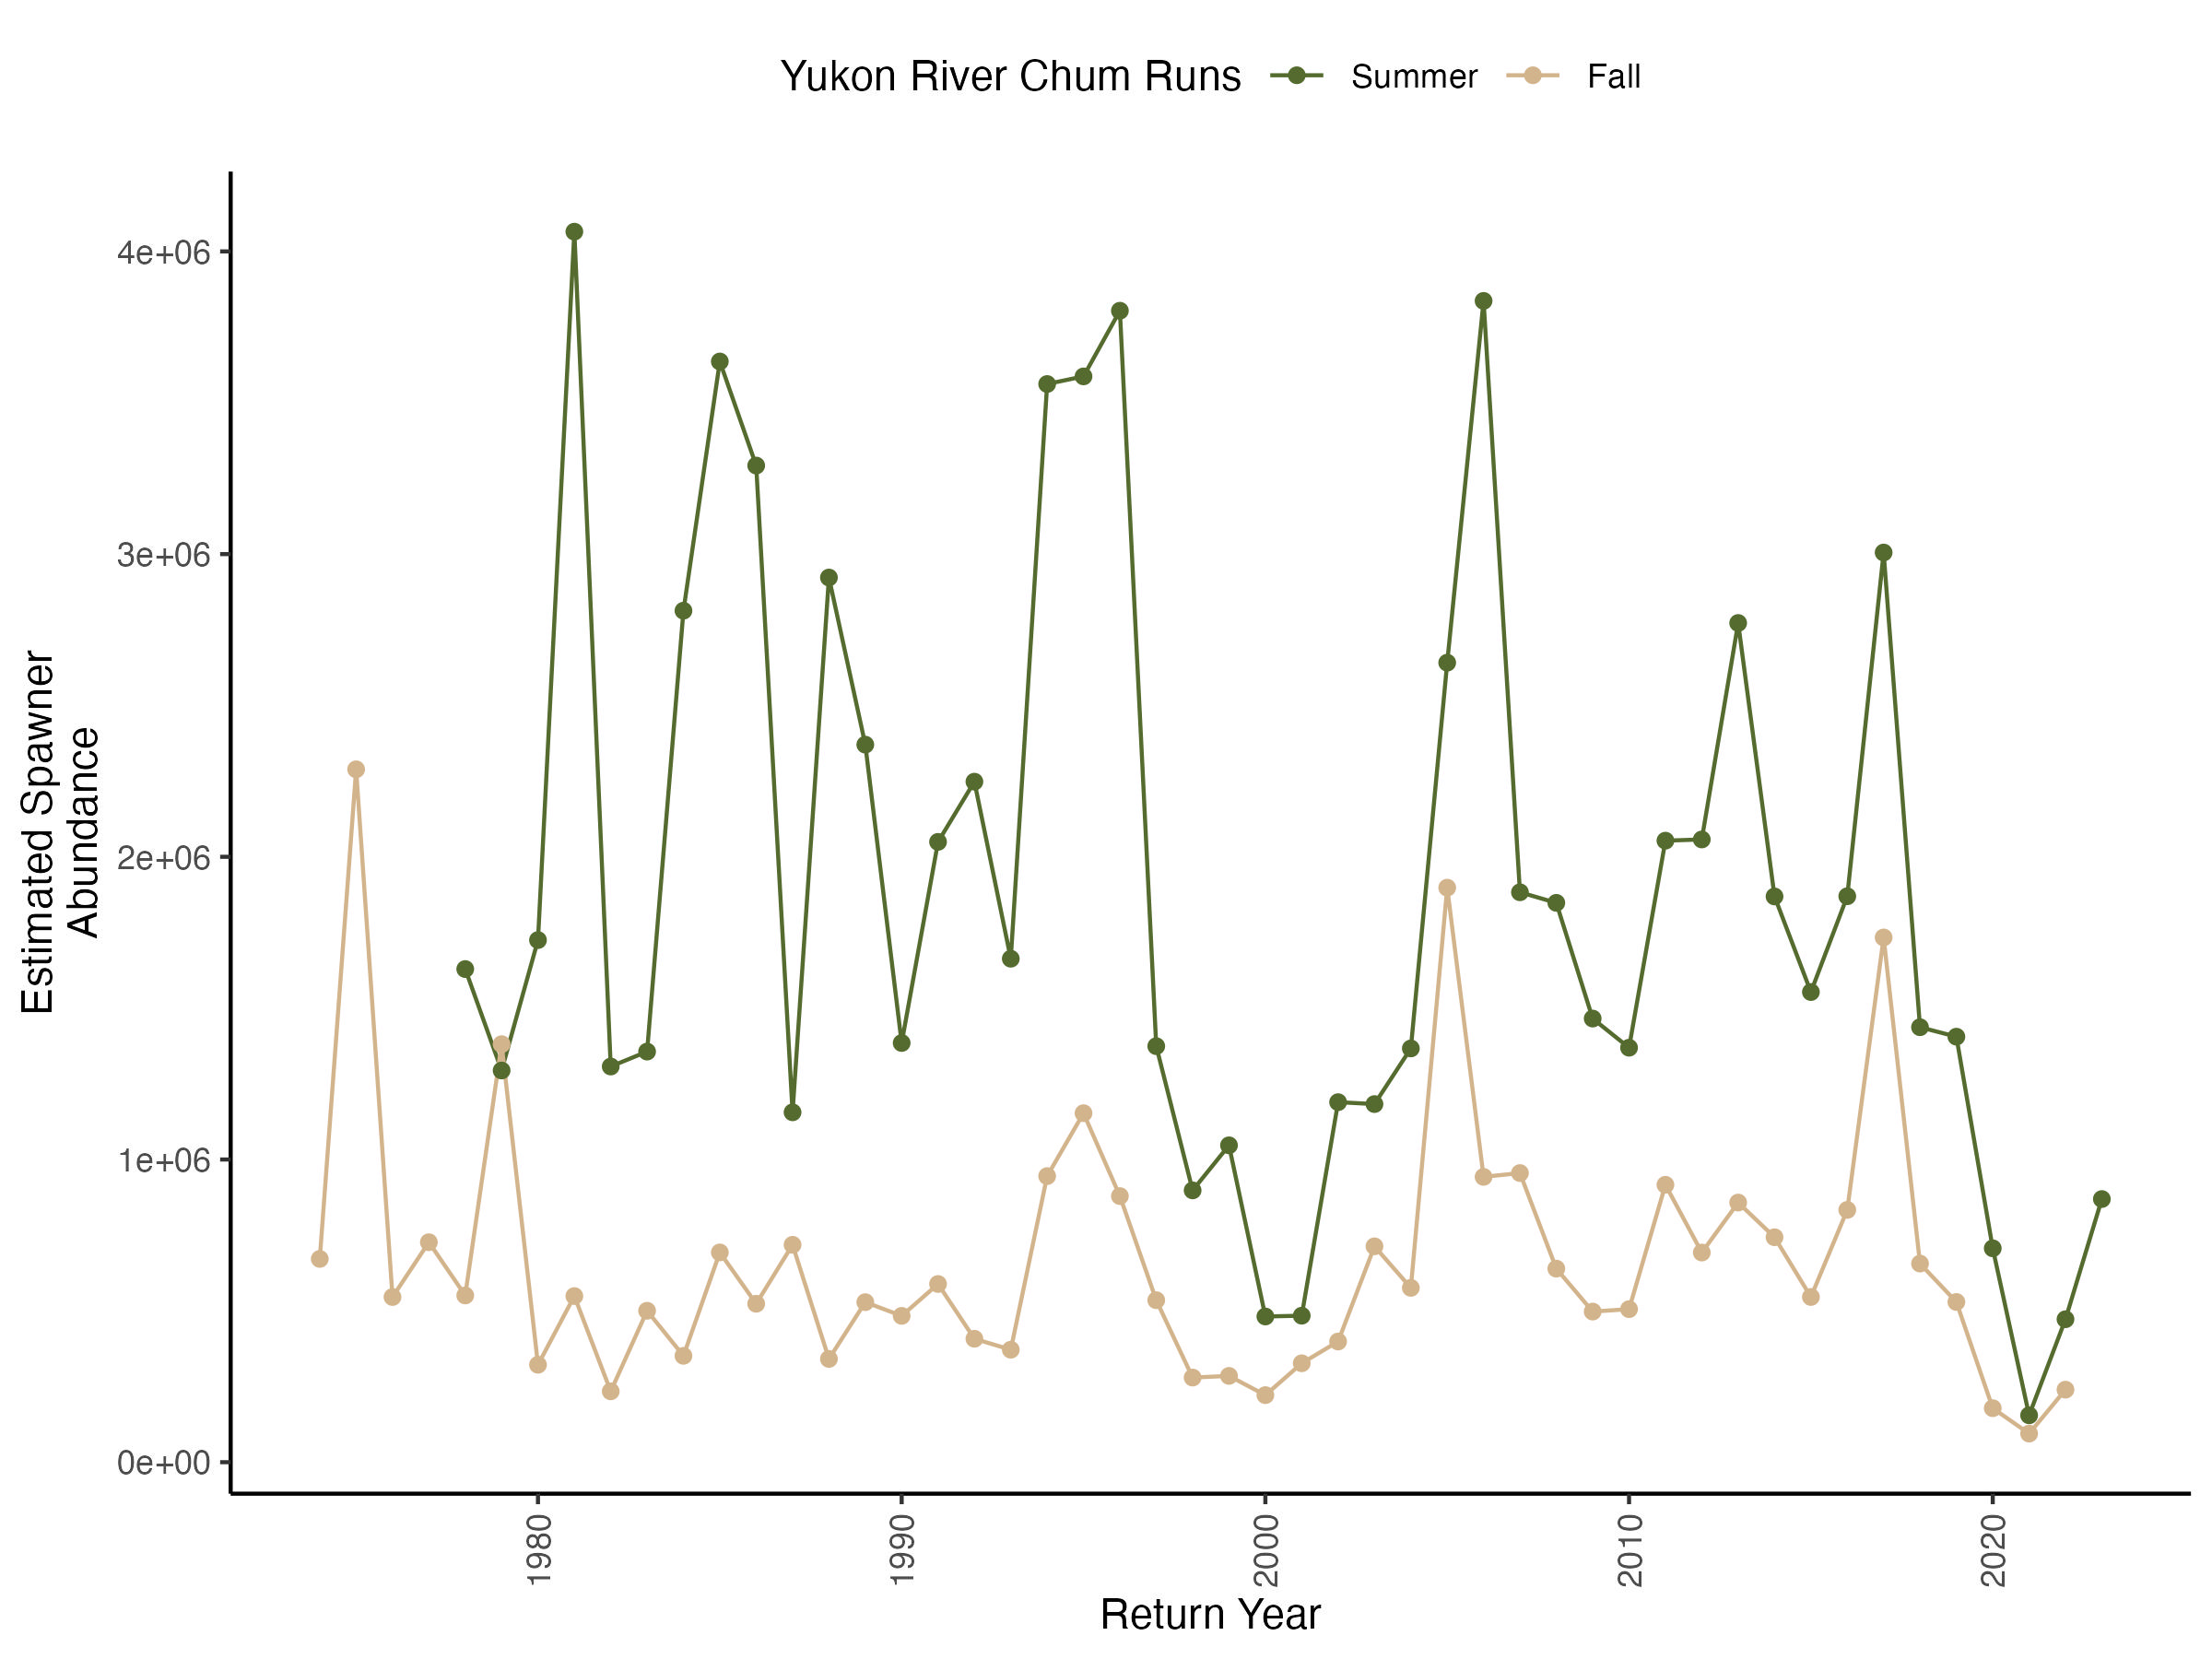 Yukon River Chum Runs Summer Fall
Estimated Spawner
Abundance
4e+06
3e+06
2e+06
1e+06
0e+00
1980
1990
2000
2010
2020
Return Year